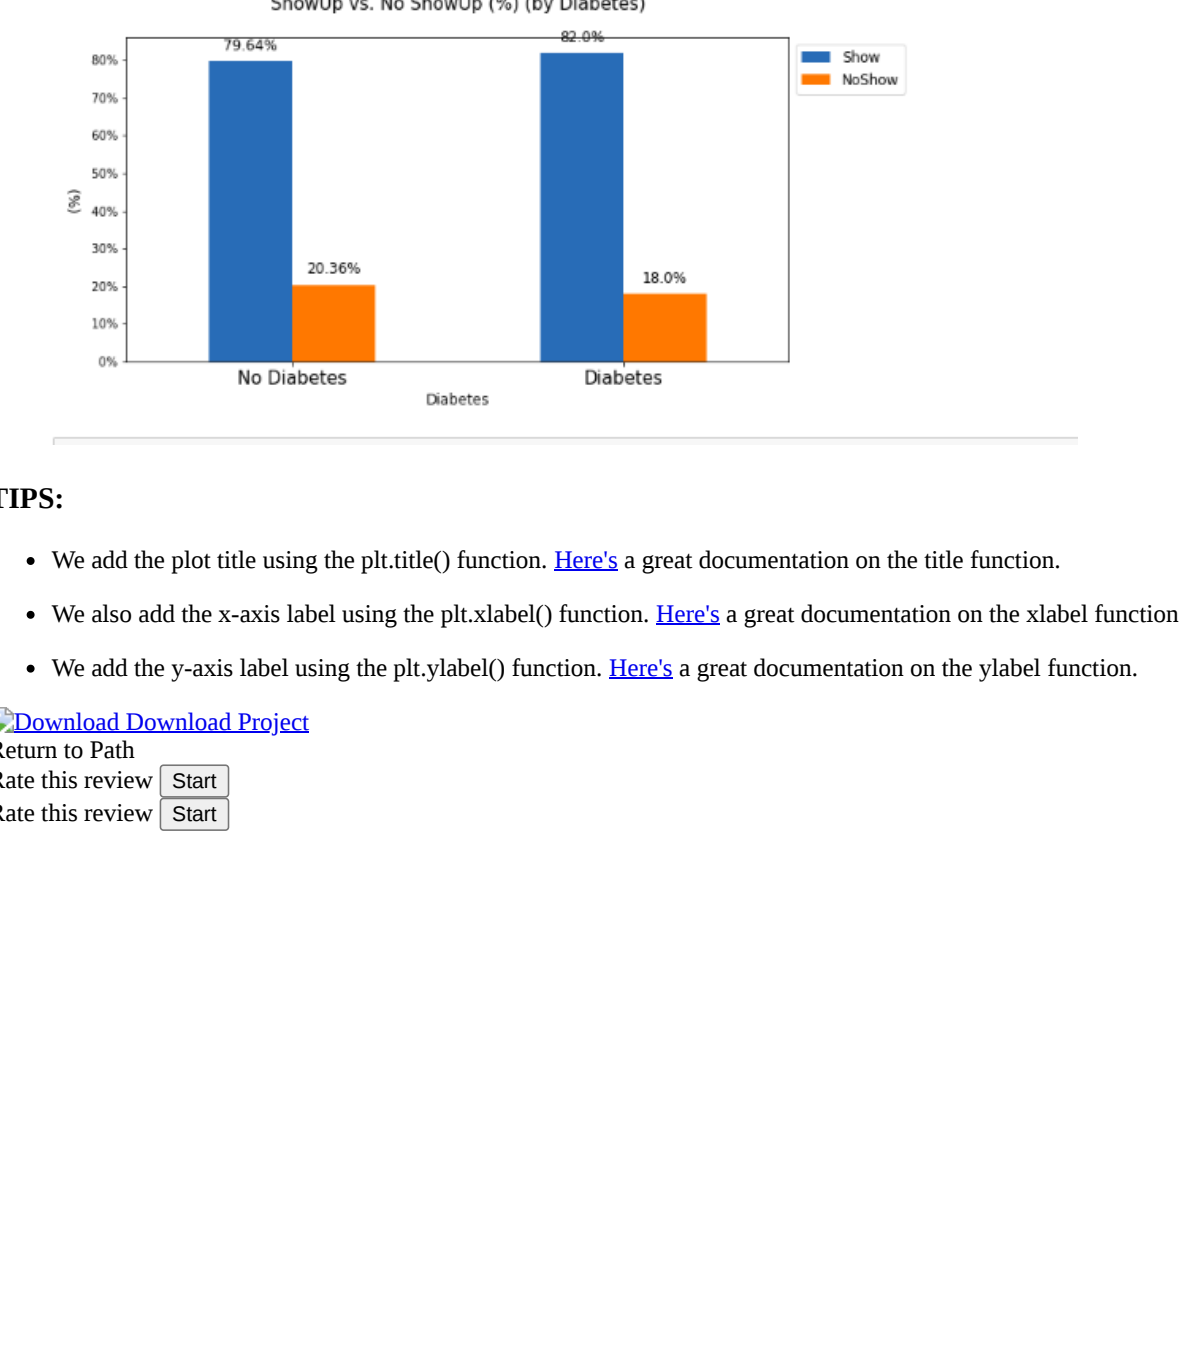 ShowUp vs. No ShowUp (%) (by Diabetes)
79.64%
82.0%
Show
NoShow
80%
70%
60%
50%
40%
30%
20%
10%
0%
(%)
20.36%
18.0%
No Diabetes
Diabetes
Diabetes
TIPS:
We add the plot title using the plt.title() function. Here's a great documentation on the title function.
We also add the x-axis label using the plt.xlabel() function. Here's a great documentation on the xlabel function
We add the y-axis label using the plt.ylabel() function. Here's a great documentation on the ylabel function.
Download Download Project
Return to Path
Rate this review Start
Rate this review Start